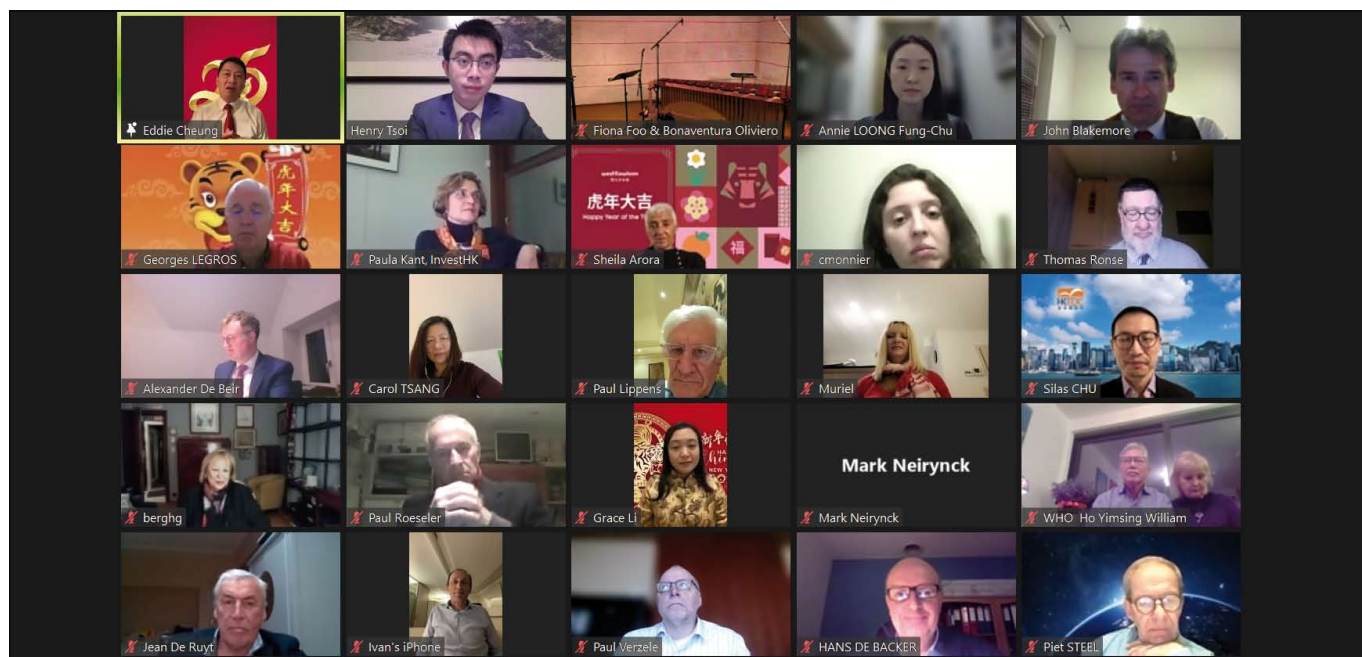 Eddie Cheung
Henry Tsoi
Fiona Foo & Bonaventura Oliviero
Annie LOONG Fung-Chu
John Blakemore
虎年大吉
Georges LEGROS
Paula Kant, InvestHK
虎年大吉
Happy Year of the
福
Sheila Arora
cmonnier
Thomas Ronse
Alexander De Beir
Carol TSANG
Paul Lippens
Muriel
Silas CHU
berghg
Paul Roeseler
Grace Li
Mark Neirynck
Mark Neirynck
WHO Ho Yimsing William
Jean De Ruyt
Ivan's iPhone
Paul Verzele
HANS DE BACKER
Piet STEEL